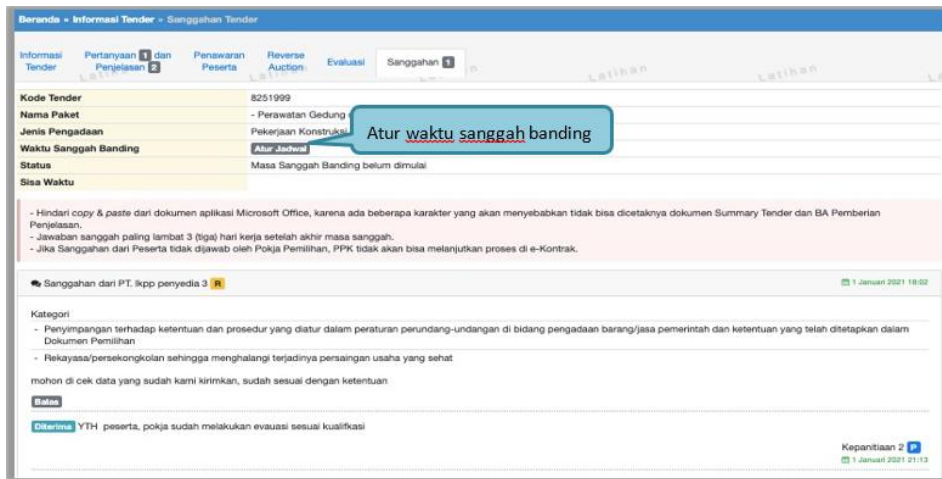 Beranda » Informasi Tender » Sanggahan Tender
Informasi Tender
Pertanyaan 1 dan Penjelasan 2
Penawaran Peserta
Reverse Auction
Evaluasi
Sanggahan 1
Latihan Latihan Latihan Latihan
Kode Tender 8251999
Nama Paket - Perawatan Gedung
Jenis Pengadaan Pekerjaan Konstruksi
Atur waktu sanggah banding
Waktu Sanggah Banding Atur Jadwal
Status Masa Sanggah Banding belum dimulai
Sisa Waktu
- Hindari copy & paste dari dokumen aplikasi Microsoft Office, karena ada beberapa karakter yang akan menyebabkan tidak bisa dicetaknya dokumen Summary Tender dan BA Pemberian
Penjelasan.
- Jawaban sanggah paling lambat 3 (tiga) hari kerja setelah akhir masa sanggah.
- Jika Sanggahan dari Peserta tidak dijawab oleh Pokja Pemilihan, PPK tidak akan bisa melanjutkan proses di e-Kontrak.
Sanggahan dari PT. lkpp penyedia 3 R 1 Januari 2021 18:02
Kategori
- Penyimpangan terhadap ketentuan dan prosedur yang diatur dalam peraturan perundang-undangan di bidang pengadaan barang/jasa pemerintah dan ketentuan yang telah ditetapkan dalam
Dokumen Pemilihan
- Rekayasa/persekongkolan sehingga menghalangi terjadinya persaingan usaha yang sehat
mohon di cek data yang sudah kami kirimkan, sudah sesuai dengan ketentuan
Balas
Diterima YTH peserta, pokja sudah melakukan evauasi sesuai kualifkasi
Kepanitiaan 2 P
1 Januari 2021 21:13